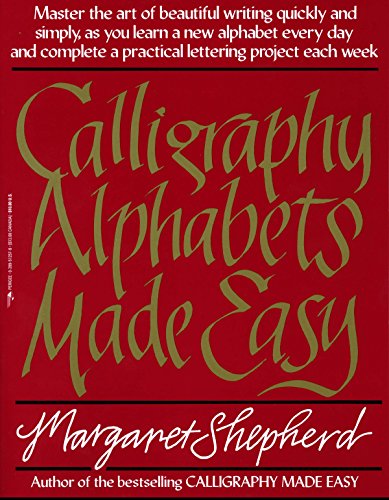 Master the art of beautiful writing quickly and
simply, as you learn a new alphabet every day
and complete a practical lettering project each week
Calligraphy
Alphabets
Made Easy
Margaret Shepherd
Author of the bestselling CALLIGRAPHY MADE EASY